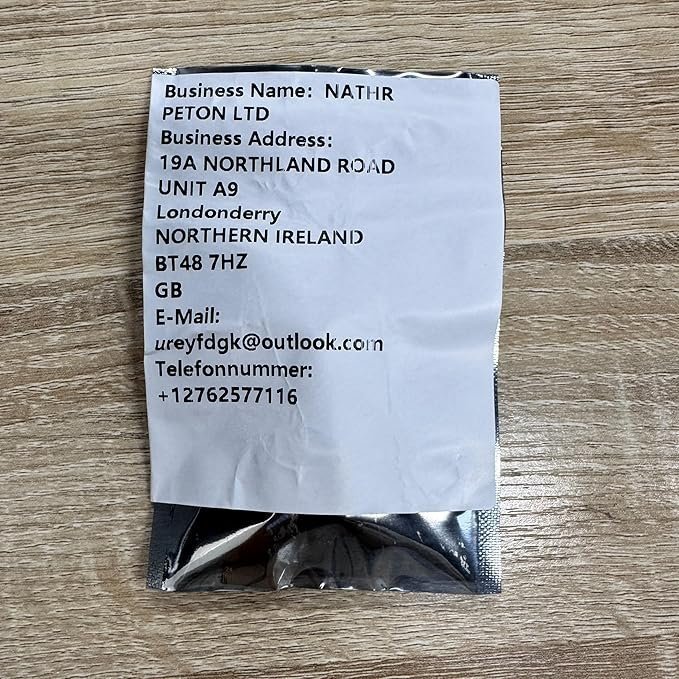 Business Name: NATHR
PETON LTD
Business Address:
19A NORTHLAND ROAD
UNIT A9
Londonderry
NORTHERN IRELAND
BT48 7HZ
GB
E-Mail:
ureyfdgk@outlook.com
Telefonnummer:
+12762577116